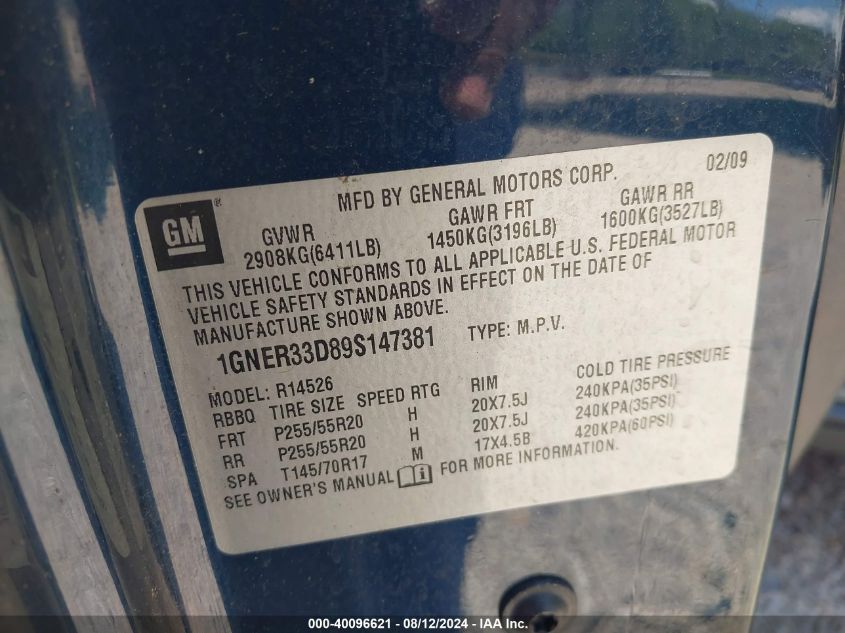 GM ®
MFD BY GENERAL MOTORS CORP. 02/09
GVWR GAWR FRT GAWR RR
2908KG(6411LB) 1450KG(3196LB) 1600KG(3527LB)
THIS VEHICLE CONFORMS TO ALL APPLICABLE U.S. FEDERAL MOTOR
VEHICLE SAFETY STANDARDS IN EFFECT ON THE DATE OF
MANUFACTURE SHOWN ABOVE.
1GNER33D89S147381 TYPE: M.P.V.
MODEL: R14526
RBBQ TIRE SIZE SPEED RTG RIM COLD TIRE PRESSURE
FRT P255/55R20 H 20X7.5J 240KPA(35PSI)
RR P255/55R20 H 20X7.5J 240KPA(35PSI)
SPA T145/70R17 M 17X4.5B 420KPA(60PSI)
SEE OWNER'S MANUAL FOR MORE INFORMATION.
000-40096621 - 08/12/2024 - IAA Inc.